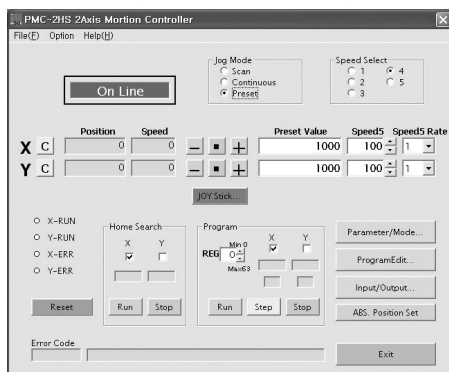 PMC-2HS 2Axis Mortion Controller
File(F) Option Help(H)
On Line
Jog Mode
Scan
Continuous
Preset
Speed Select
1 4
2 5
3
Position Speed Preset Value Speed5 Speed5 Rate
X C 0 0 - ■ + 1000 100 1
Y C 0 0 - ■ + 1000 100 1
JOY Stick...
X-RUN
Y-RUN
X-ERR
Y-ERR
Reset
Home Search
X Y
Run Stop
Program
REG Min 0 0 Max63 X Y
Run Step Stop
Parameter/Mode...
ProgramEdit...
Input/Output...
ABS. Position Set
Error Code
Exit